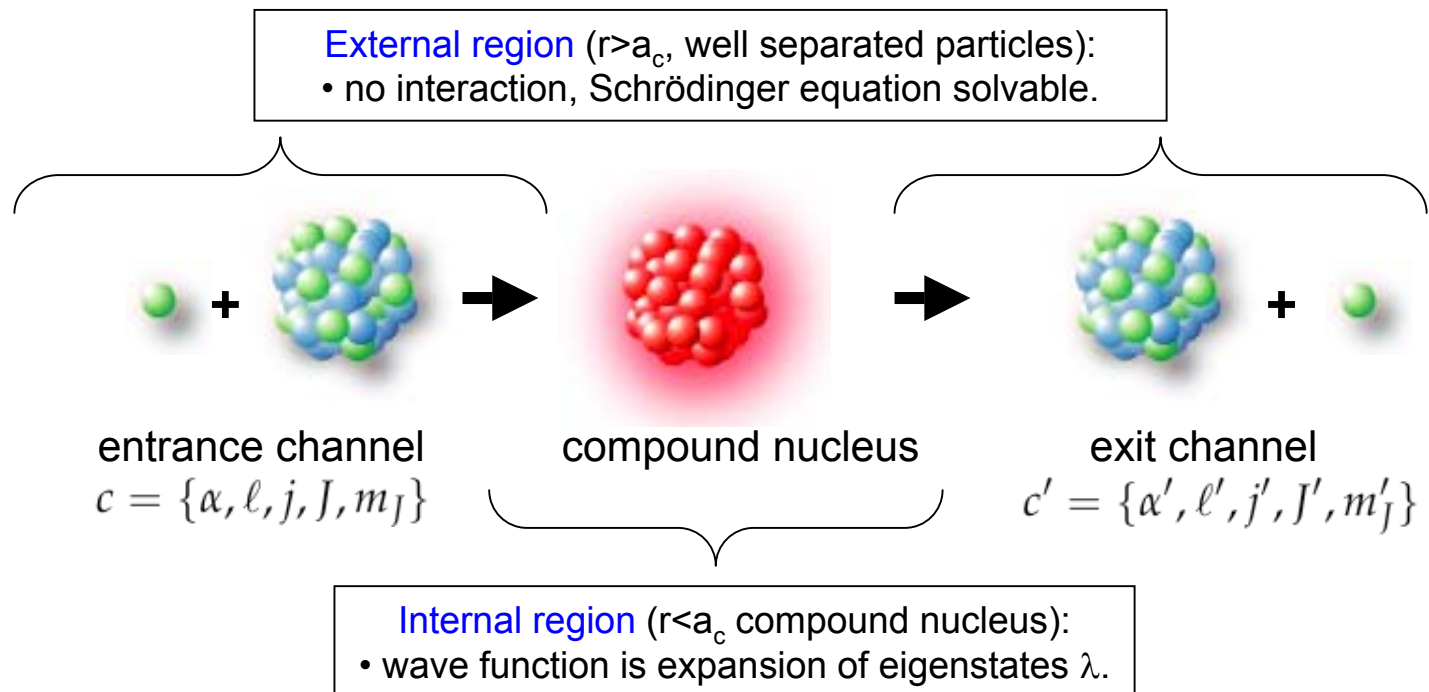 External region (r>a_c, well separated particles):
• no interaction, Schrödinger equation solvable.
+
+
entrance channel
compound nucleus
exit channel
c = {α, ℓ, j, J, m_J}
c′ = {α′, ℓ′, j′, J′, m′_J}
Internal region (r<a_c compound nucleus):
• wave function is expansion of eigenstates λ.